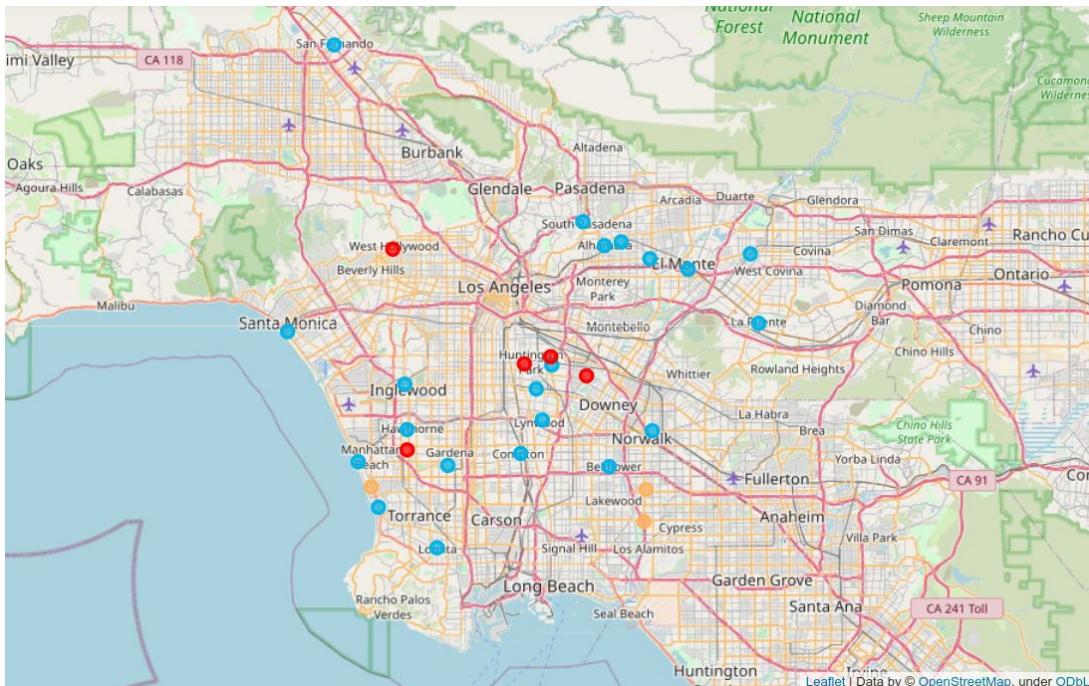 National
Forest
National
Monument
Sheep Mountain
Wilderness
Cucamonga
Wilderness
San Fernando
imi Valley
CA 118
Burbank
Altadena
Oaks
Agoura Hills
Calabasas
Glendale
Pasadena
Arcadia
Duarte
Glendora
South Pasadena
San Dimas
Claremont
Rancho Cu
West Hollywood
Beverly Hills
Alhambra
El Monte
Covina
West Covina
Ontario
Los Angeles
Monterey
Park
Pomona
Malibu
Santa Monica
Montebello
La Puente
Diamond
Bar
Chino
Huntington
Park
Whittier
Rowland Heights
Chino Hills
Inglewood
Downey
La Habra
Brea
Chino Hills
State Park
Hawthorne
Lynwood
Norwalk
Manhattan
Beach
Gardena
Compton
Bellflower
Yorba Linda
Fullerton
CA 91
Lakewood
Torrance
Carson
Cypress
Anaheim
Villa Park
Lomita
Signal Hill
Los Alamitos
Long Beach
Garden Grove
Rancho Palos
Verdes
Seal Beach
Santa Ana
CA 241 Toll
Huntington
Irvine
Leaflet | Data by © OpenStreetMap, under ODbL